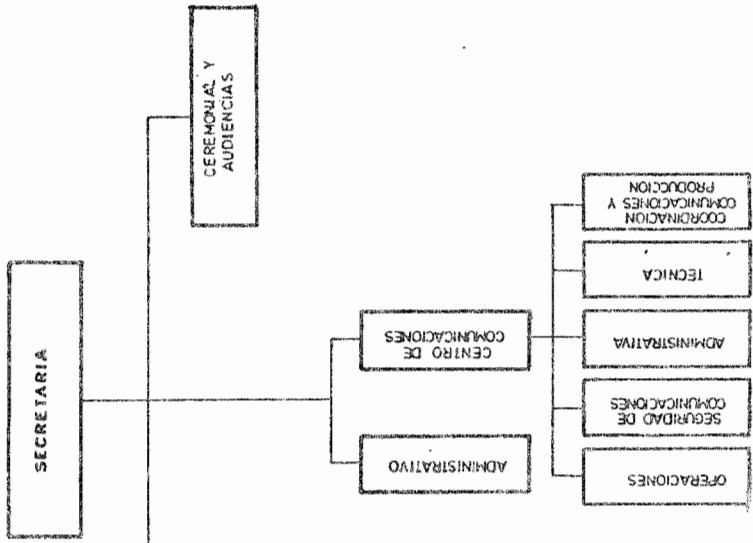 SECRETARIA
CEREMONIAL Y
AUDIENCIAS
CENTRO DE
COMUNICACIONES
ADMINISTRATIVO
COORDINACION
COMUNICACIONES Y
PRODUCCION
TECNICA
ADMINISTRATIVA
SEGURIDAD DE
COMUNICACIONES
OPERACIONES